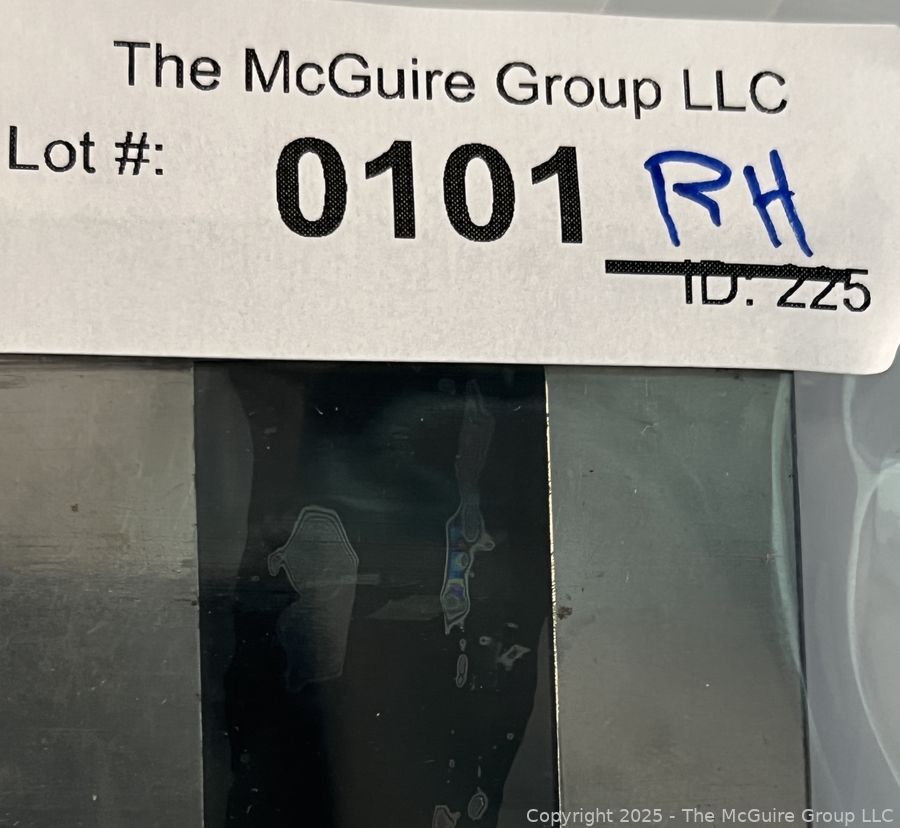 The McGuire Group LLC
Lot #: 0101 RH
ID: 225
Copyright 2025 - The McGuire Group LLC